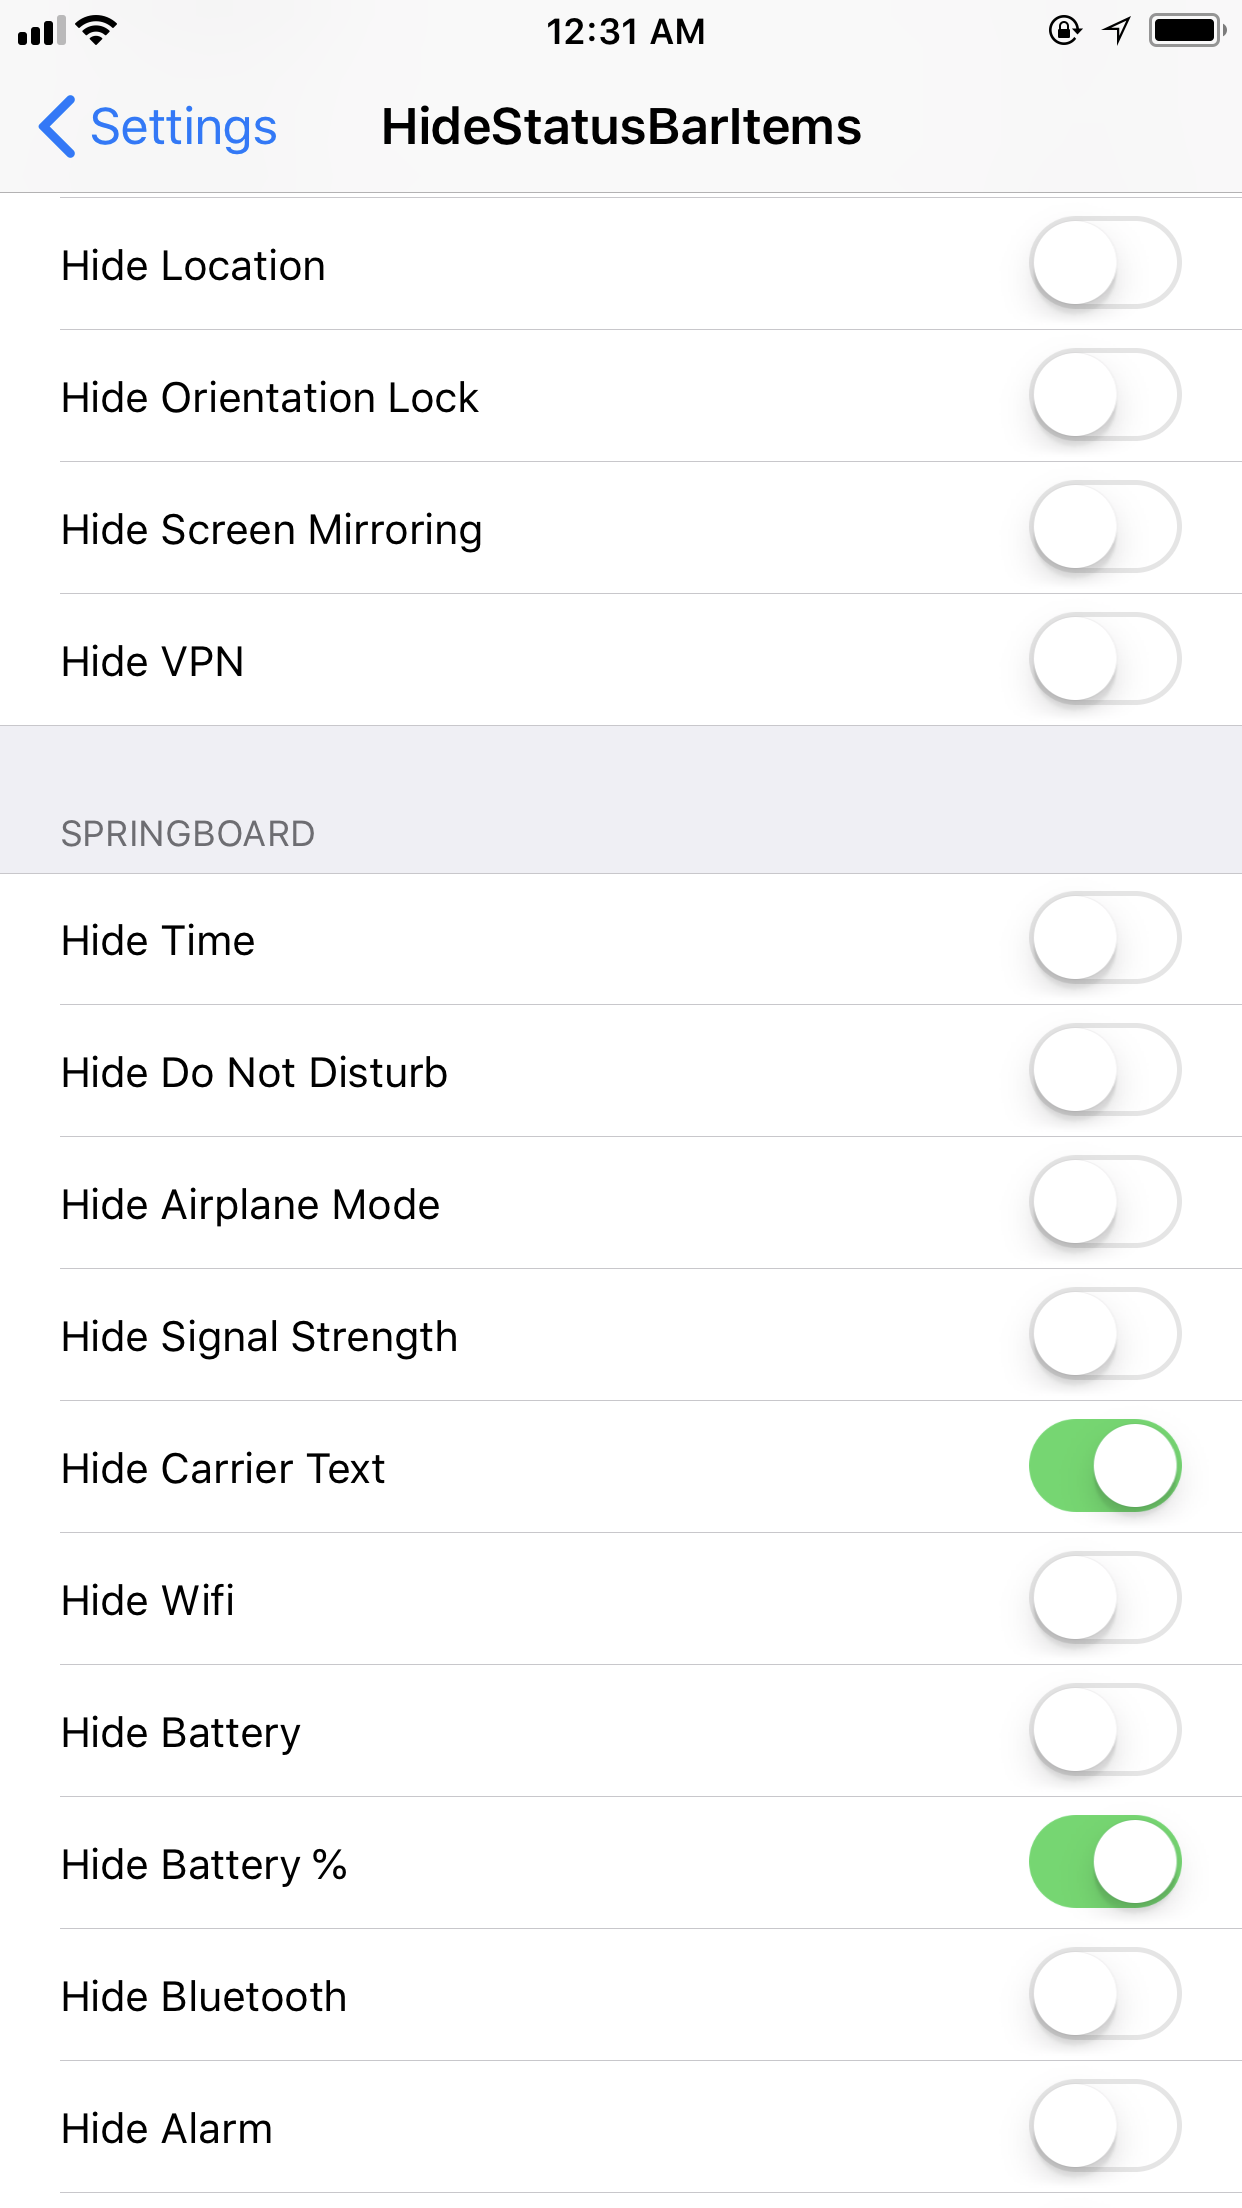 12:31 AM
Settings
HideStatusBarItems
Hide Location
Hide Orientation Lock
Hide Screen Mirroring
Hide VPN
SPRINGBOARD
Hide Time
Hide Do Not Disturb
Hide Airplane Mode
Hide Signal Strength
Hide Carrier Text
Hide Wifi
Hide Battery
Hide Battery %
Hide Bluetooth
Hide Alarm